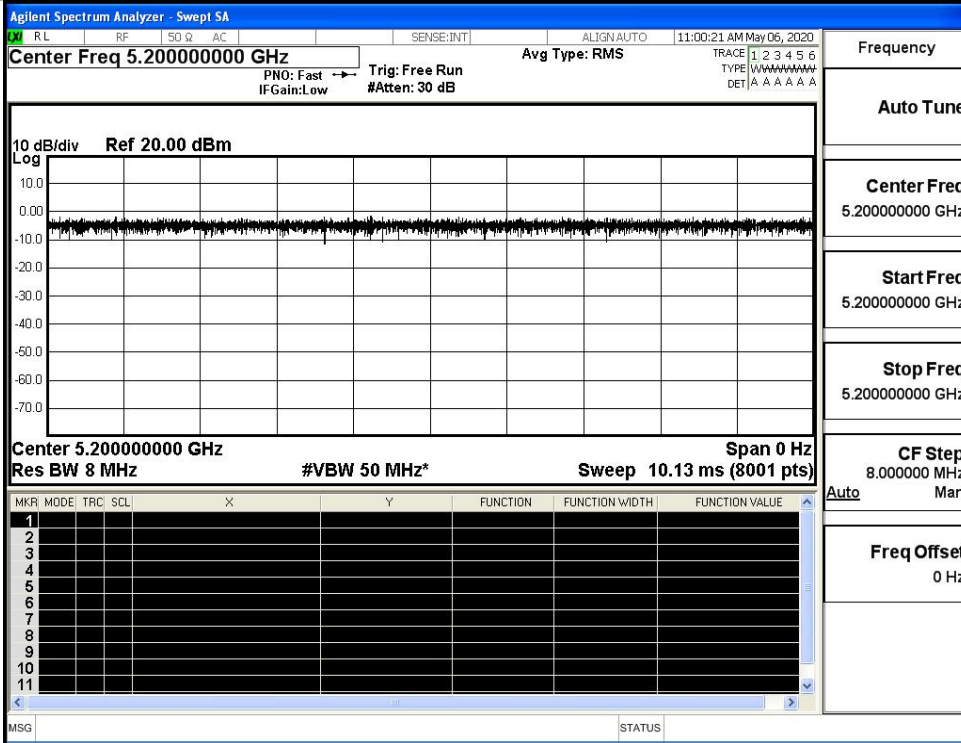 Agilent Spectrum Analyzer - Swept SA
LXI RL RF 50 Ω AC SENSE:INT ALIGN AUTO 11:00:21 AM May 06, 2020
Center Freq 5.200000000 GHz
PNO: Fast
IFGain:Low
Trig: Free Run
#Atten: 30 dB
Avg Type: RMS
TRACE 1 2 3 4 5 6
TYPE WWWWWW
DET A A A A A A
10 dB/div Ref 20.00 dBm
Log
10.0
0.00
-10.0
-20.0
-30.0
-40.0
-50.0
-60.0
-70.0
Center 5.200000000 GHz Span 0 Hz
Res BW 8 MHz #VBW 50 MHz* Sweep 10.13 ms (8001 pts)
MKR MODE TRC SCL X Y FUNCTION FUNCTION WIDTH FUNCTION VALUE
1
2
3
4
5
6
7
8
9
10
11
MSG STATUS
Frequency
Auto Tune
Center Freq
5.200000000 GHz
Start Freq
5.200000000 GHz
Stop Freq
5.200000000 GHz
CF Step
8.000000 MHz
Auto Man
Freq Offset
0 Hz